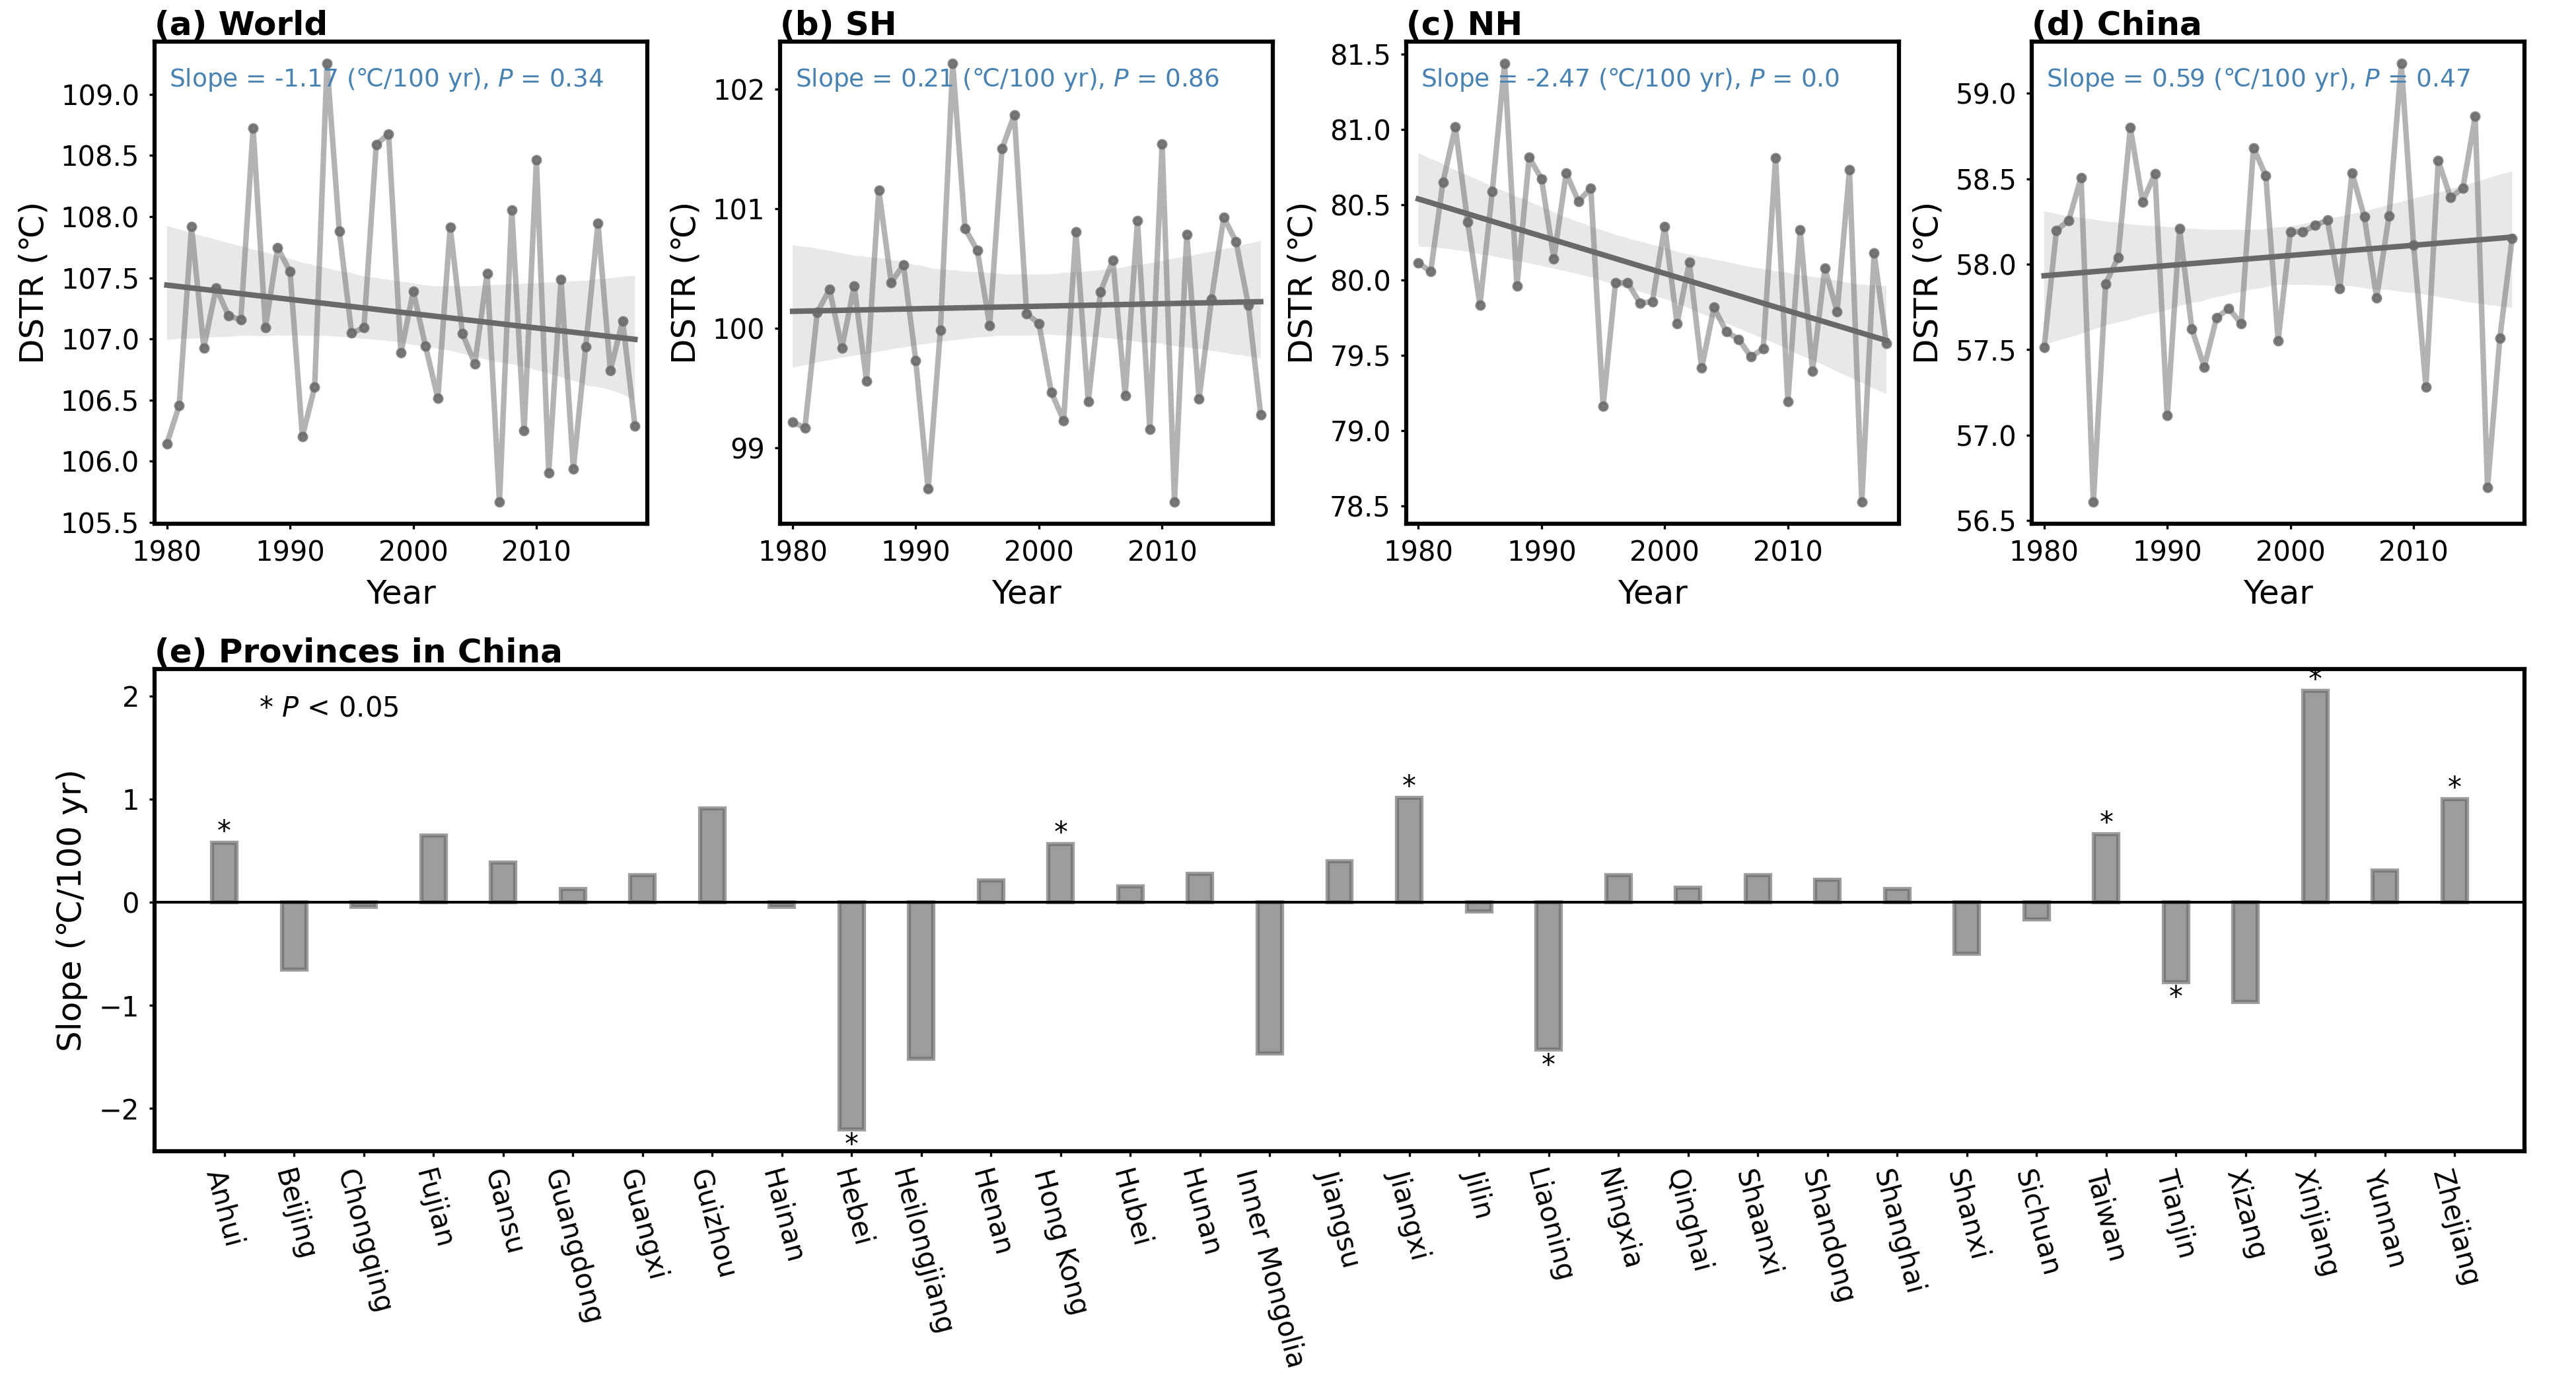 (a) World
Slope = -1.17 (℃/100 yr), P = 0.34
DSTR (℃)
109.0
108.5
108.0
107.5
107.0
106.5
106.0
105.5
1980 1990 2000 2010
Year
(b) SH
Slope = 0.21 (℃/100 yr), P = 0.86
DSTR (℃)
102
101
100
99
1980 1990 2000 2010
Year
(c) NH
Slope = -2.47 (℃/100 yr), P = 0.0
DSTR (℃)
81.5
81.0
80.5
80.0
79.5
79.0
78.5
1980 1990 2000 2010
Year
(d) China
Slope = 0.59 (℃/100 yr), P = 0.47
DSTR (℃)
59.0
58.5
58.0
57.5
57.0
56.5
1980 1990 2000 2010
Year
(e) Provinces in China
* P < 0.05
Slope (℃/100 yr)
2
1
0
−1
−2
*
*
*
*
*
*
*
*
*
Anhui
Beijing
Chongqing
Fujian
Gansu
Guangdong
Guangxi
Guizhou
Hainan
Hebei
Heilongjiang
Henan
Hong Kong
Hubei
Hunan
Inner Mongolia
Jiangsu
Jiangxi
Jilin
Liaoning
Ningxia
Qinghai
Shaanxi
Shandong
Shanghai
Shanxi
Sichuan
Taiwan
Tianjin
Xizang
Xinjiang
Yunnan
Zhejiang